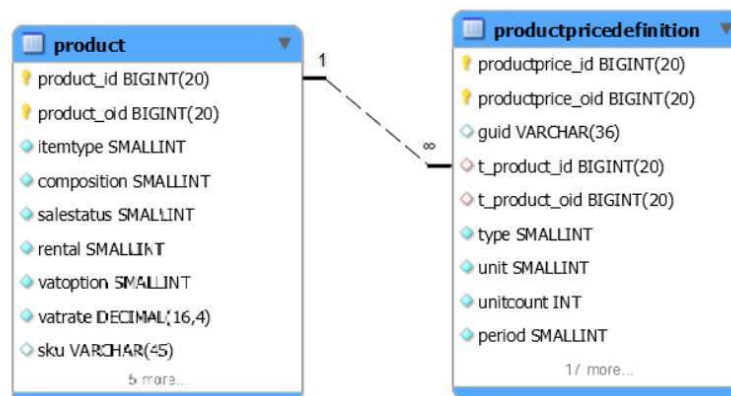 product
product_id BIGINT(20)
product_oid BIGINT(20)
itemtype SMALLINT
composition SMALLINT
salestatus SMALLINT
rental SMALLINT
vatoption SMALLINT
vatrate DECIMAL(16,4)
sku VARCHAR(45)
5 more...
1
∞
productpricedefinition
productprice_id BIGINT(20)
productprice_oid BIGINT(20)
guid VARCHAR(36)
t_product_id BIGINT(20)
t_product_oid BIGINT(20)
type SMALLINT
unit SMALLINT
unitcount INT
period SMALLINT
17 more...